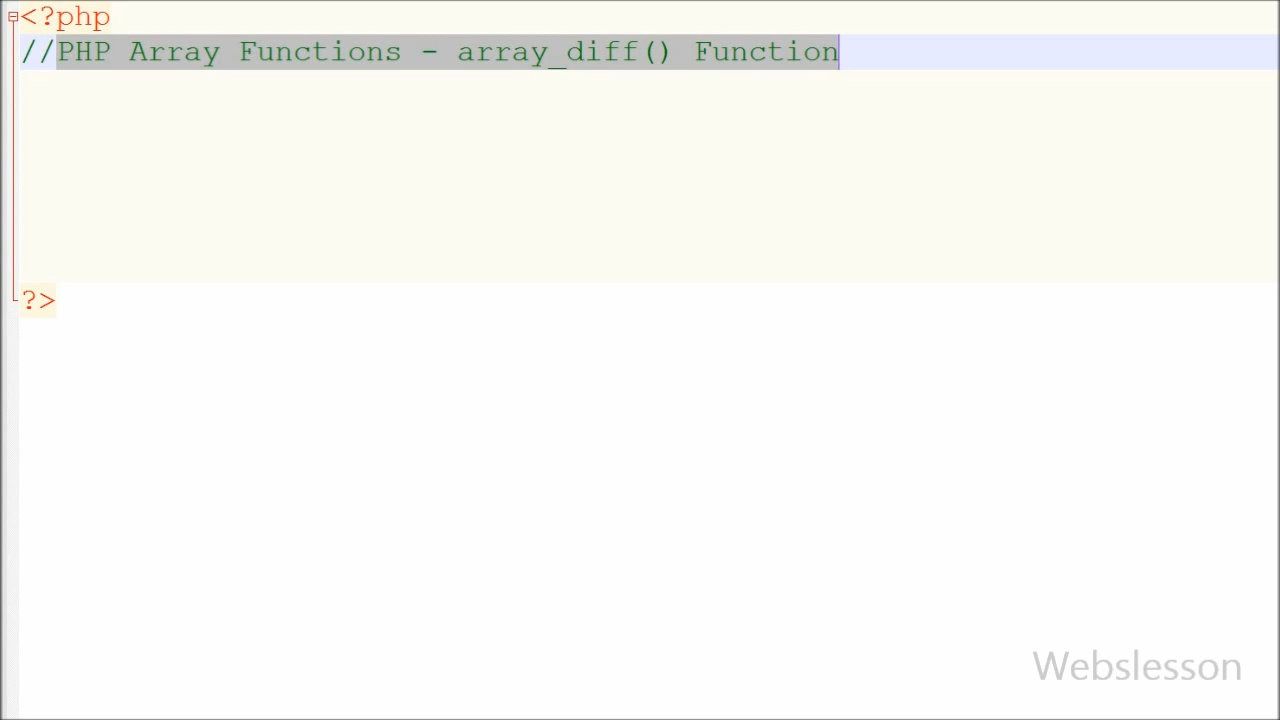 <?php
//PHP Array Functions - array_diff() Function
?>
Webslesson